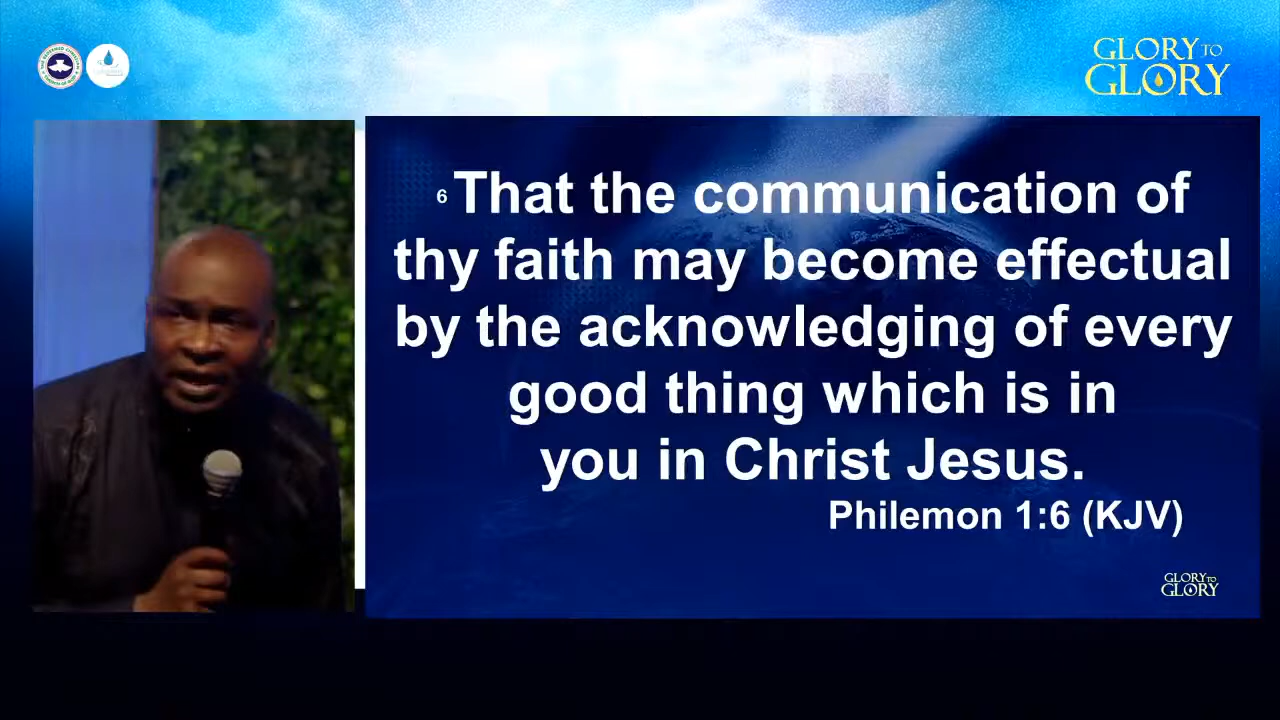 GLORY TO
GLORY
6 That the communication of
thy faith may become effectual
by the acknowledging of every
good thing which is in
you in Christ Jesus.
Philemon 1:6 (KJV)
GLORY TO
GLORY